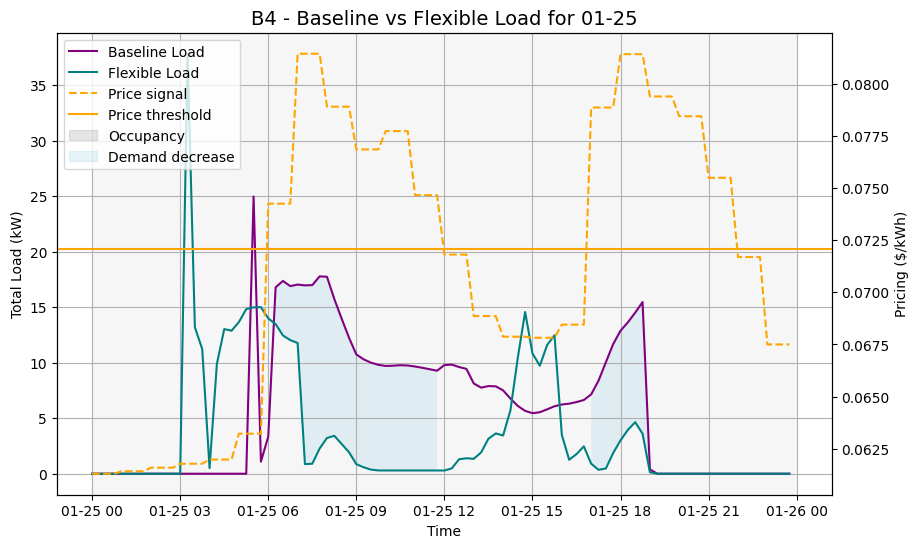 B4 - Baseline vs Flexible Load for 01-25
Baseline Load
Flexible Load
Price signal
Price threshold
Occupancy
Demand decrease
Total Load (kW)
35
30
25
20
15
10
5
0
0.0800
0.0775
0.0750
0.0725
0.0700
0.0675
0.0650
0.0625
Pricing ($/kWh)
01-25 00
01-25 03
01-25 06
01-25 09
01-25 12
01-25 15
01-25 18
01-25 21
01-26 00
Time